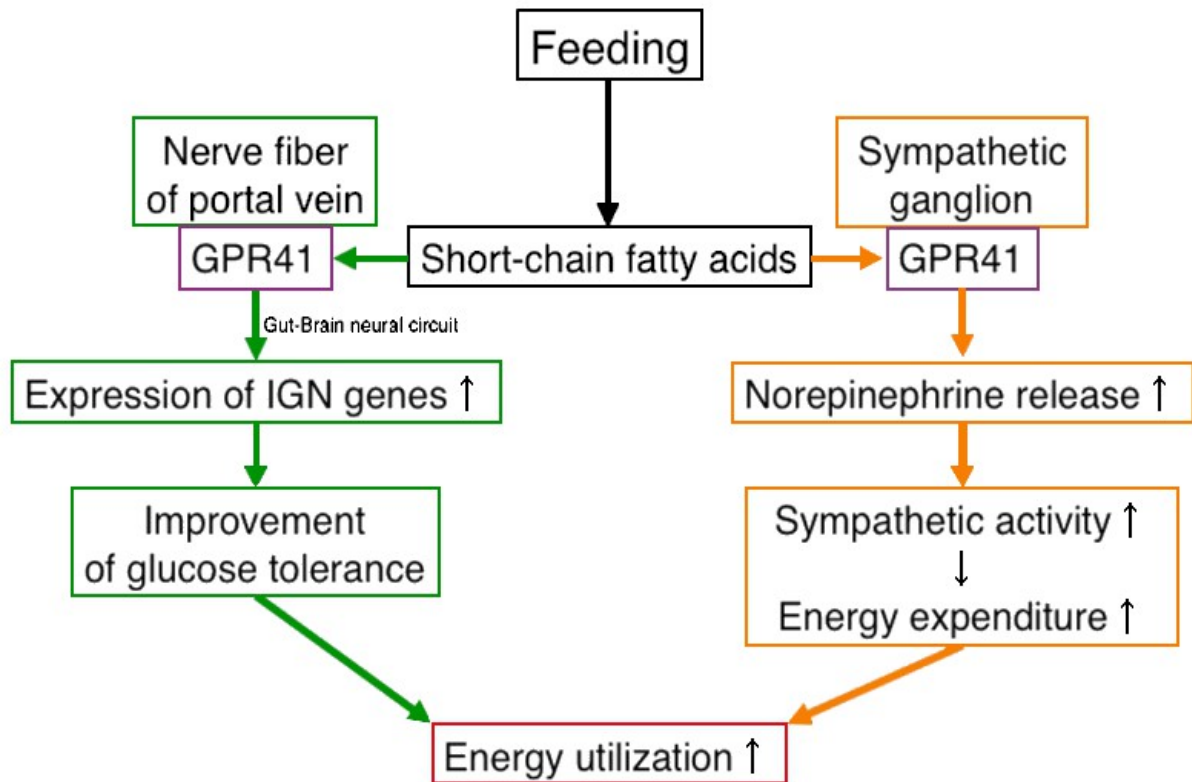 Feeding
Nerve fiber
of portal vein
GPR41
Short-chain fatty acids
Sympathetic
ganglion
GPR41
Gut-Brain neural circuit
Expression of IGN genes ↑
Norepinephrine release ↑
Improvement
of glucose tolerance
Sympathetic activity ↑
↓
Energy expenditure ↑
Energy utilization ↑